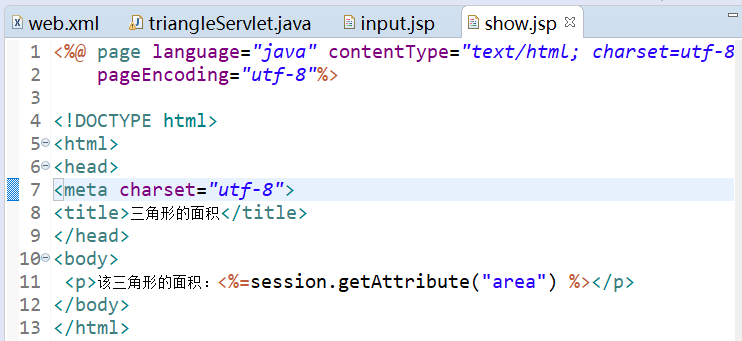 web.xml triangleServlet.java input.jsp show.jsp
1 <%@ page language="java" contentType="text/html; charset=utf-8
2 pageEncoding="utf-8"%>
3
4 <!DOCTYPE html>
5 <html>
6 <head>
7 <meta charset="utf-8">
8 <title>三角形的面积</title>
9 </head>
10 <body>
11 <p>该三角形的面积：<%=session.getAttribute("area") %></p>
12 </body>
13 </html>